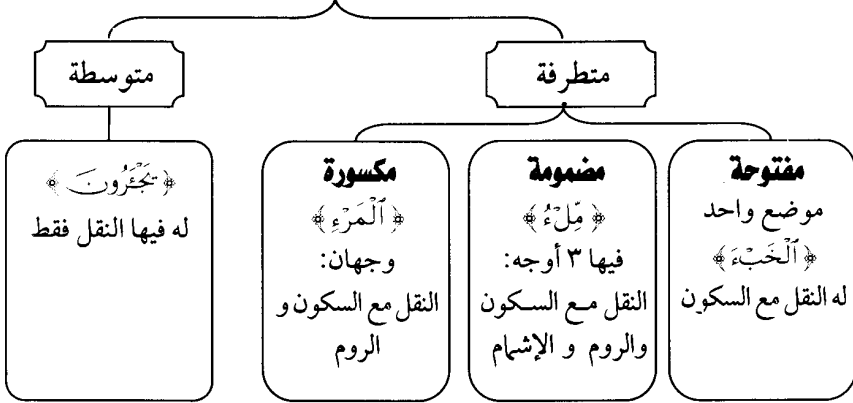 متطرفة
متوسطة
مفتوحة
موضع واحد
﴿ ٱلْخَبْءَ ﴾
له النقل مع السكون
مضمومة
﴿ مِّلْءُ ﴾
فيها ٣ أوجه:
النقل مع السكون
والروم و الإشمام
مكسورة
﴿ ٱلْمَرْءِ ﴾
وجهان:
النقل مع السكون و
الروم
﴿ تَجْـَٔرُونَ ﴾
له فيها النقل فقط